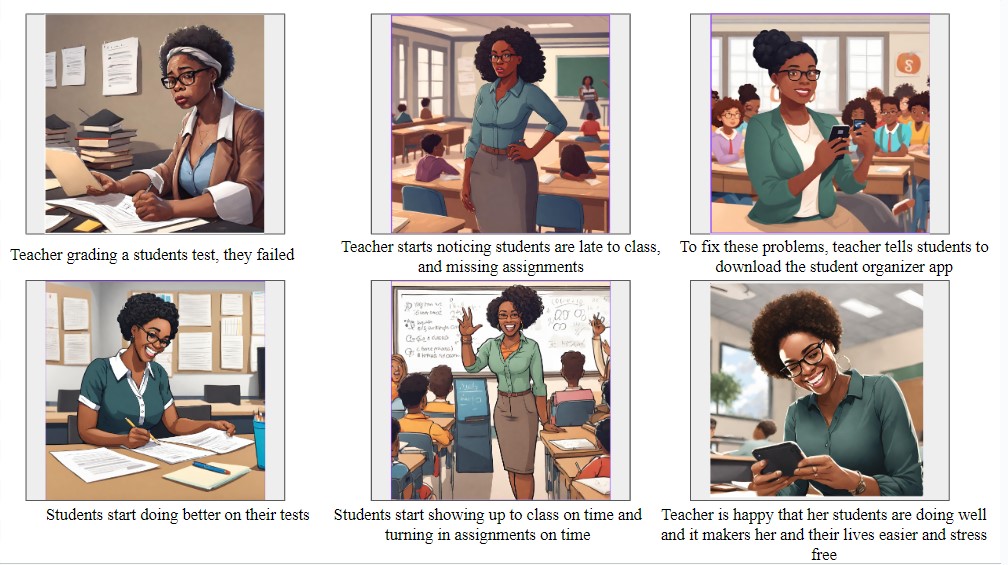 Teacher grading a students test, they failed
Teacher starts noticing students are late to class,
and missing assignments
To fix these problems, teacher tells students to
download the student organizer app
Students start doing better on their tests
Students start showing up to class on time and
turning in assignments on time
Teacher is happy that her students are doing well
and it makers her and their lives easier and stress
free